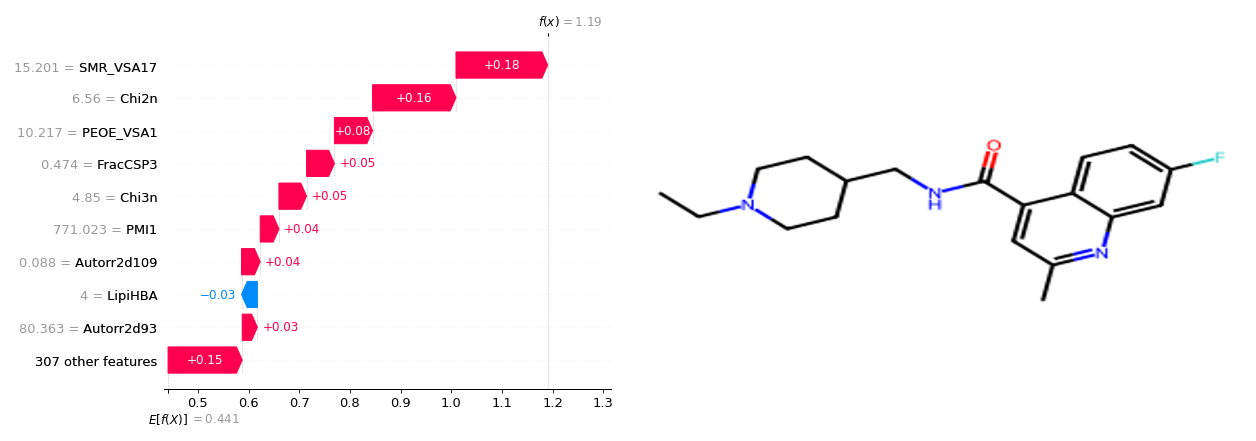 f(x) = 1.19
15.201 = SMR_VSA17
+0.18
6.56 = Chi2n
+0.16
10.217 = PEOE_VSA1
+0.08
0.474 = FracCSP3
+0.05
4.85 = Chi3n
+0.05
771.023 = PMI1
+0.04
0.088 = Autorr2d109
+0.04
4 = LipiHBA
−0.03
80.363 = Autorr2d93
+0.03
307 other features
+0.15
0.5 0.6 0.7 0.8 0.9 1.0 1.1 1.2 1.3
E[f(X)] = 0.441
O
F
N
N
H
N